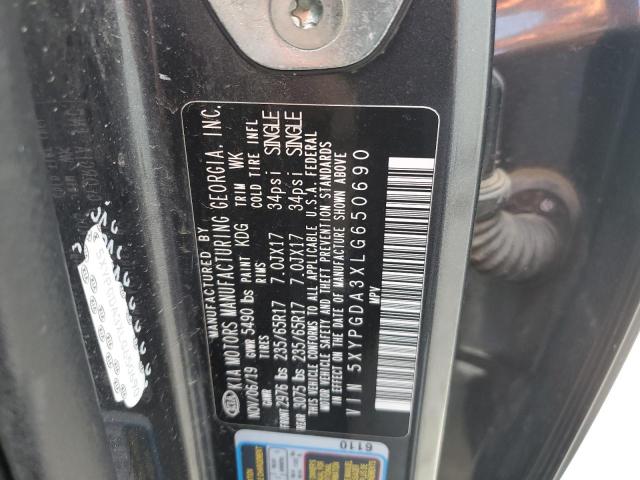 MANUFACTURED BY
KIA KIA MOTORS MANUFACTURING GEORGIA, INC.
NOV/06/19 GVWR 5490 lbs PAINT KDG TRIM WK
GAWR TIRES RIMS COLD TIRE INFL
FRONT 2976 lbs 235/65R17 7.0JX17 34psi SINGLE
REAR 3075 lbs 235/65R17 7.0JX17 34psi SINGLE
THIS VEHICLE CONFORMS TO ALL APPLICABLE U.S.A. FEDERAL
MOTOR VEHICLE SAFETY AND THEFT PREVENTION STANDARDS
IN EFFECT ON THE DATE OF MANUFACTURE SHOWN ABOVE
VIN 5XYPGDA3XLG650690
MPV
6110